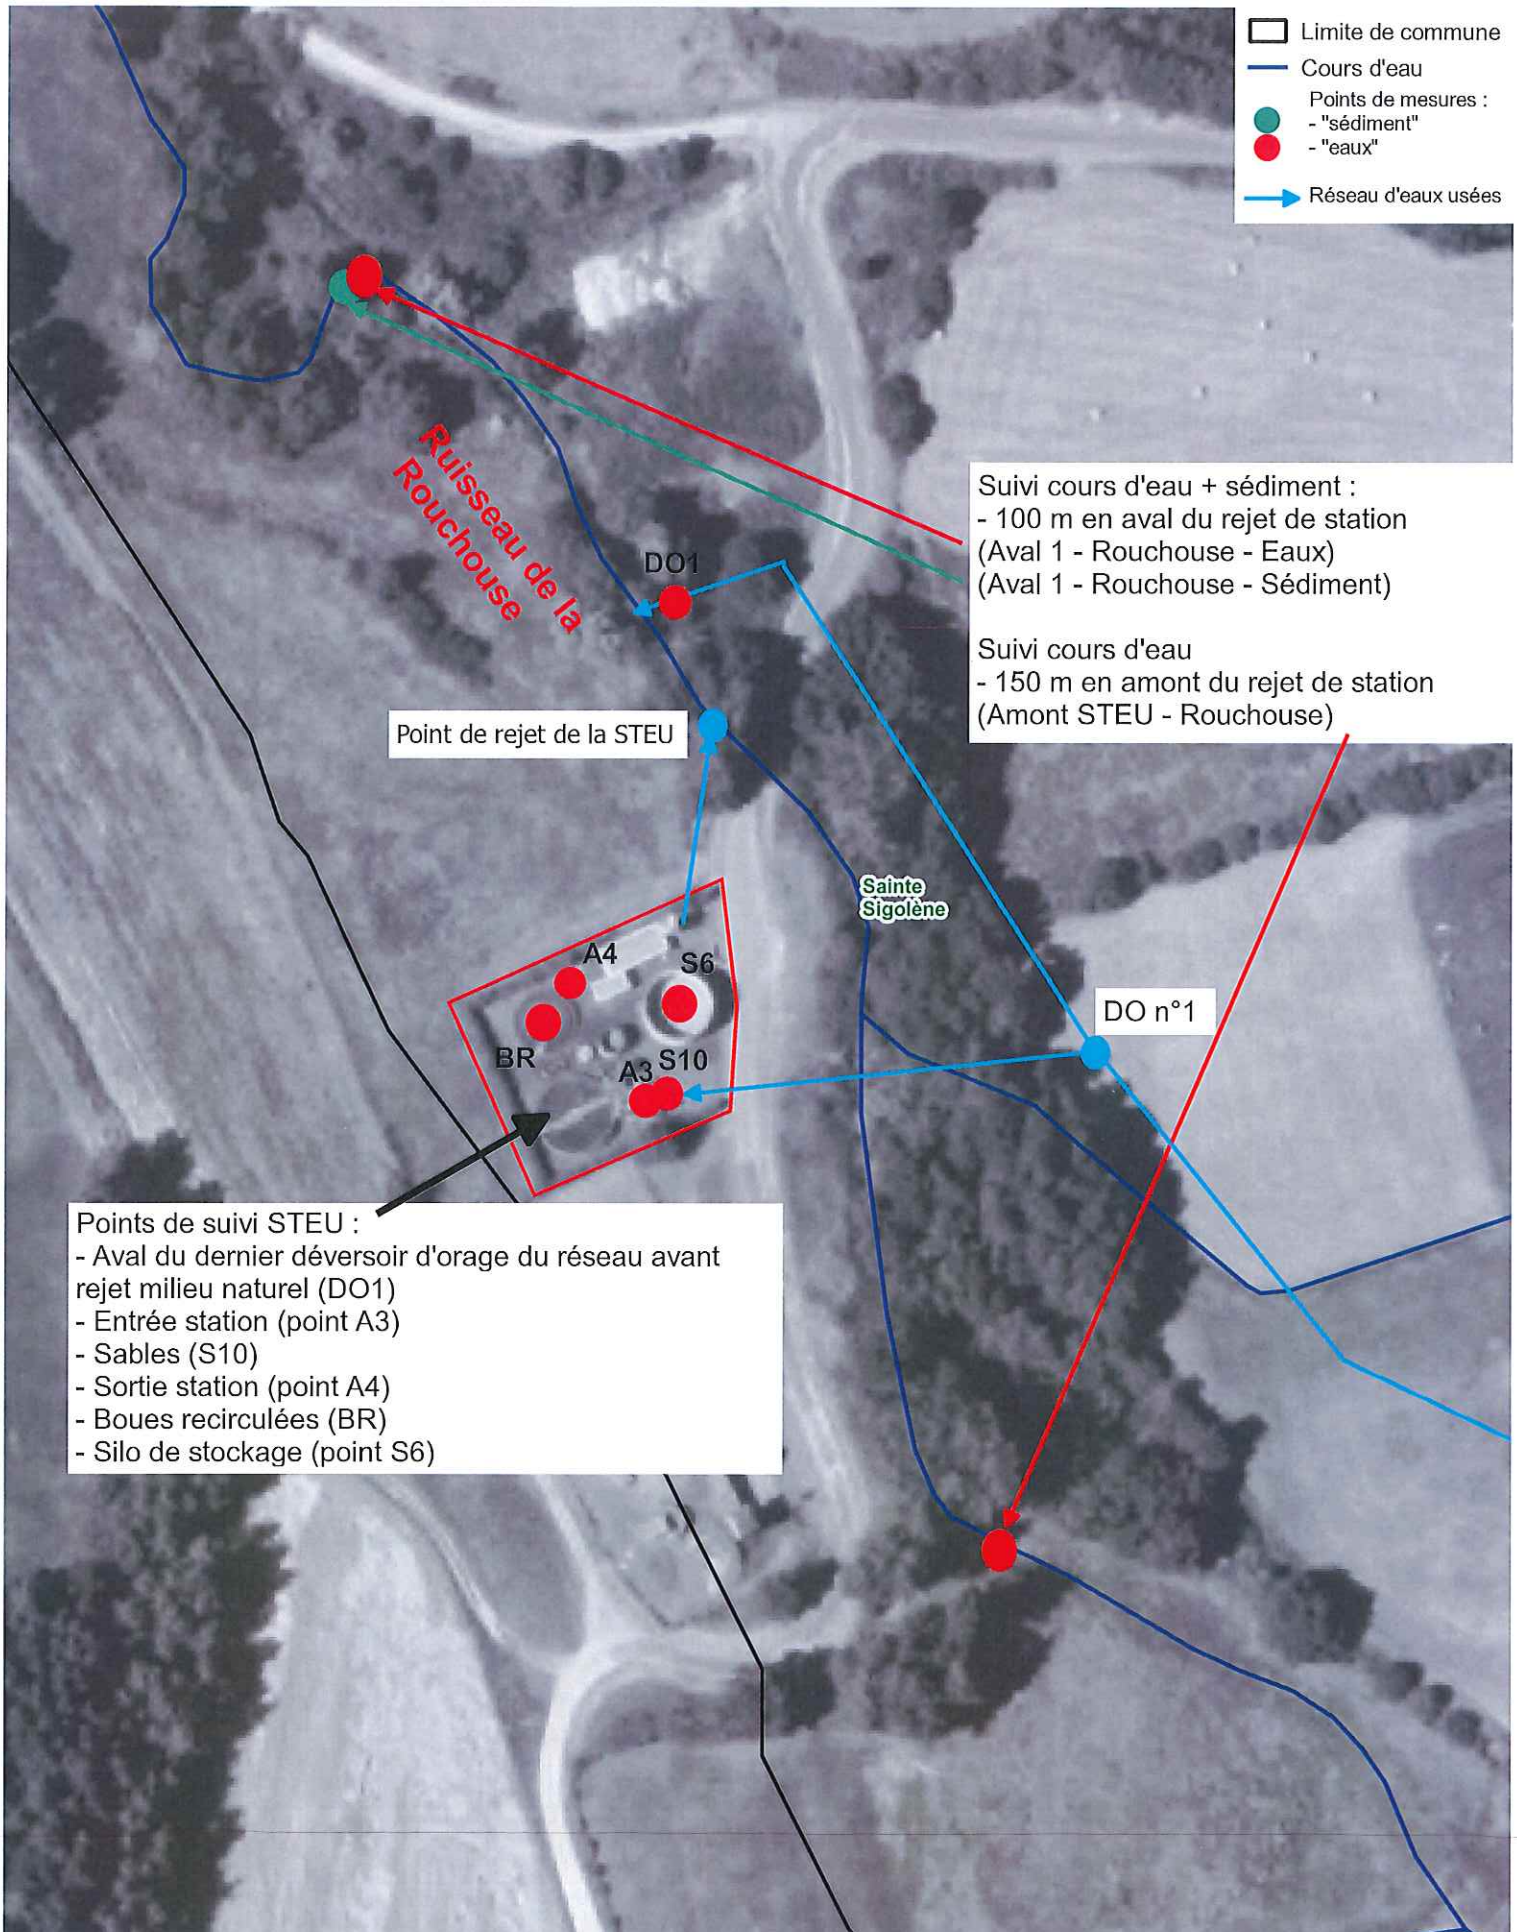 Limite de commune
Cours d'eau
Points de mesures :
- "sédiment"
- "eaux"
Réseau d'eaux usées
Ruisseau de la
Rouchouse
Suivi cours d'eau + sédiment :
- 100 m en aval du rejet de station
(Aval 1 - Rouchouse - Eaux)
(Aval 1 - Rouchouse - Sédiment)
Suivi cours d'eau
- 150 m en amont du rejet de station
(Amont STEU - Rouchouse)
DO1
Point de rejet de la STEU
Sainte
Sigolène
A4
S6
DO n°1
BR
A3
S10
Points de suivi STEU :
- Aval du dernier déversoir d'orage du réseau avant
rejet milieu naturel (DO1)
- Entrée station (point A3)
- Sables (S10)
- Sortie station (point A4)
- Boues recirculées (BR)
- Silo de stockage (point S6)